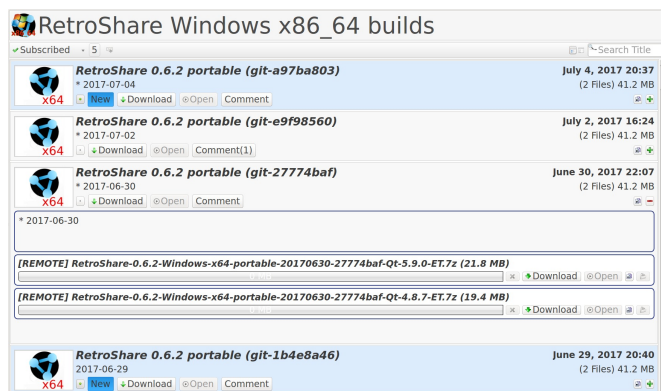 RetroShare Windows x86_64 builds
Subscribed 5 Search Title
RetroShare 0.6.2 portable (git-a97ba803) July 4, 2017 20:37
* 2017-07-04 (2 Files) 41.2 MB
x64 New Download Open Comment
RetroShare 0.6.2 portable (git-e9f98560) July 2, 2017 16:24
* 2017-07-02 (2 Files) 41.2 MB
x64 Download Open Comment(1)
RetroShare 0.6.2 portable (git-27774baf) June 30, 2017 22:07
* 2017-06-30 (2 Files) 41.2 MB
x64 Download Open Comment
* 2017-06-30
[REMOTE] RetroShare-0.6.2-Windows-x64-portable-20170630-27774baf-Qt-5.9.0-ET.7z (21.8 MB)
Download Open
[REMOTE] RetroShare-0.6.2-Windows-x64-portable-20170630-27774baf-Qt-4.8.7-ET.7z (19.4 MB)
Download Open
RetroShare 0.6.2 portable (git-1b4e8a46) June 29, 2017 20:40
2017-06-29 (2 Files) 41.2 MB
x64 New Download Open Comment